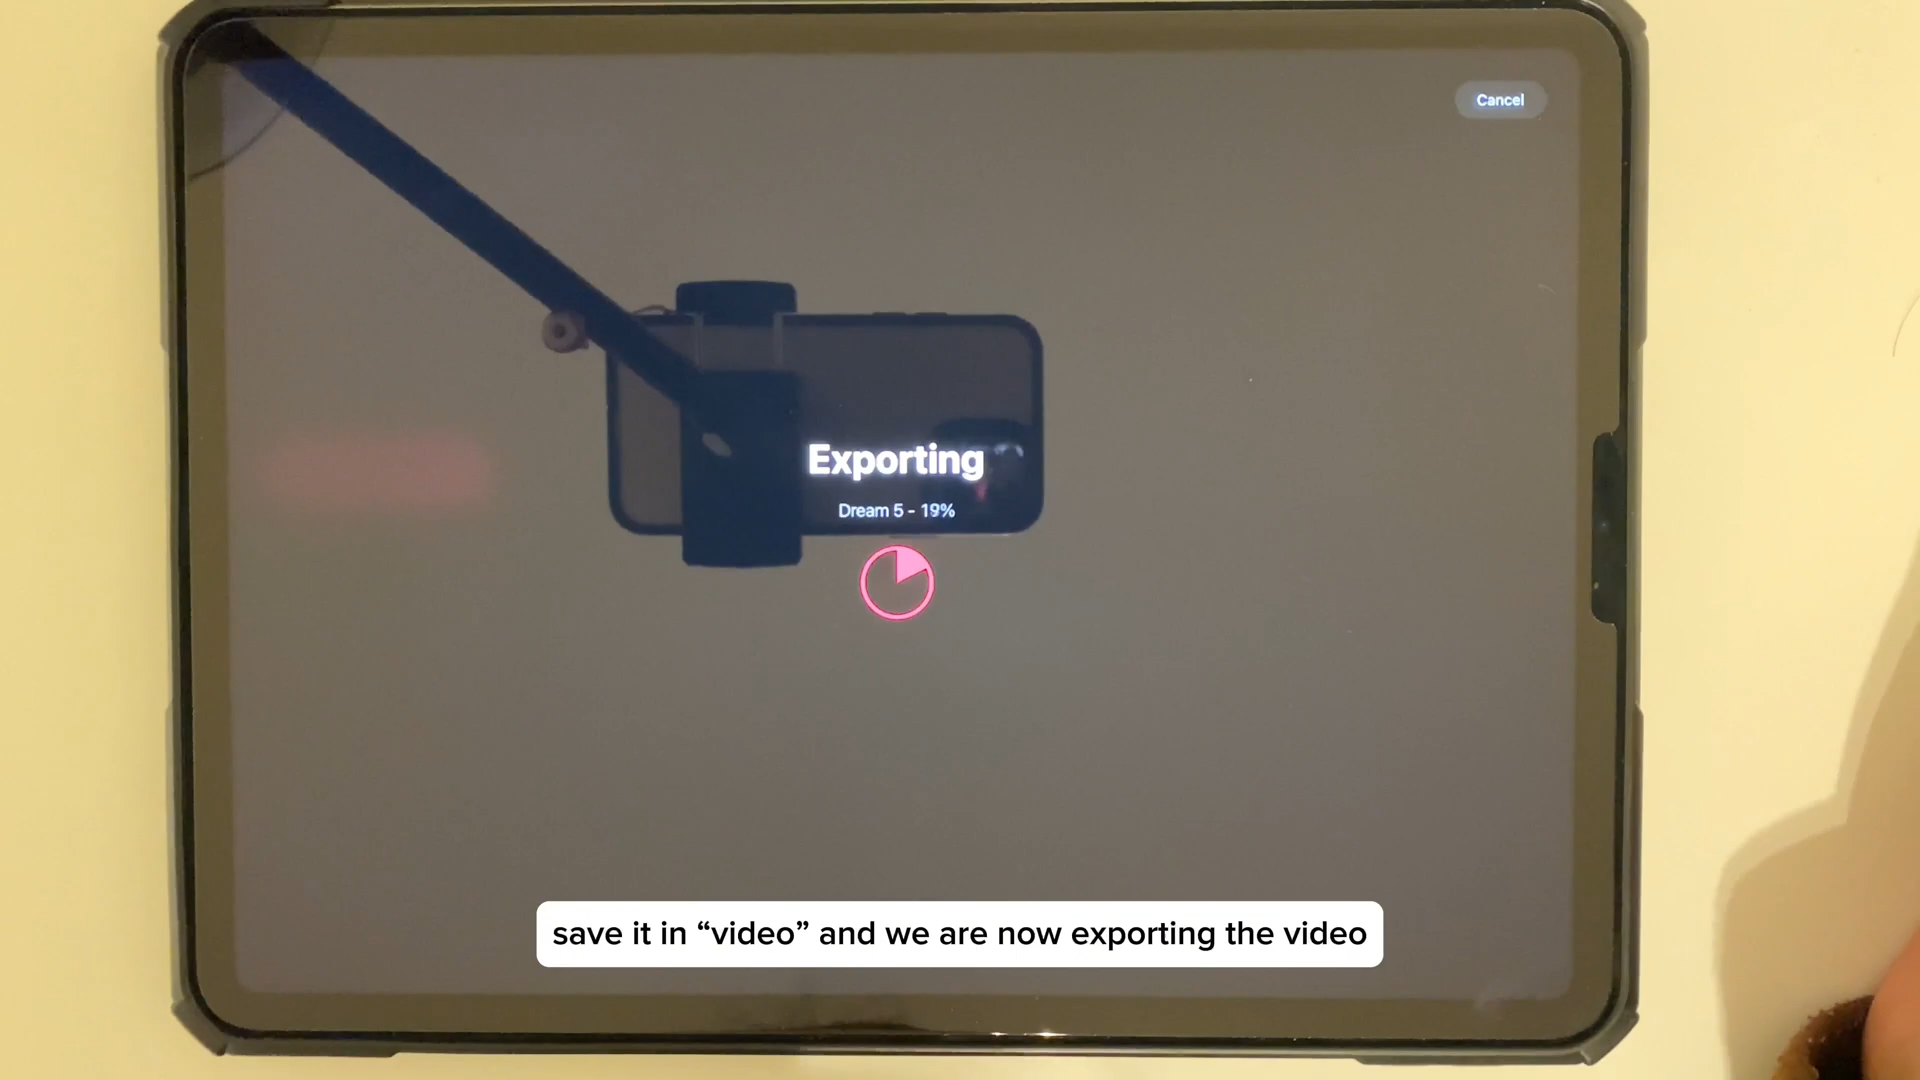 Cancel
Exporting
Dream 5 - 19%
save it in “video” and we are now exporting the video